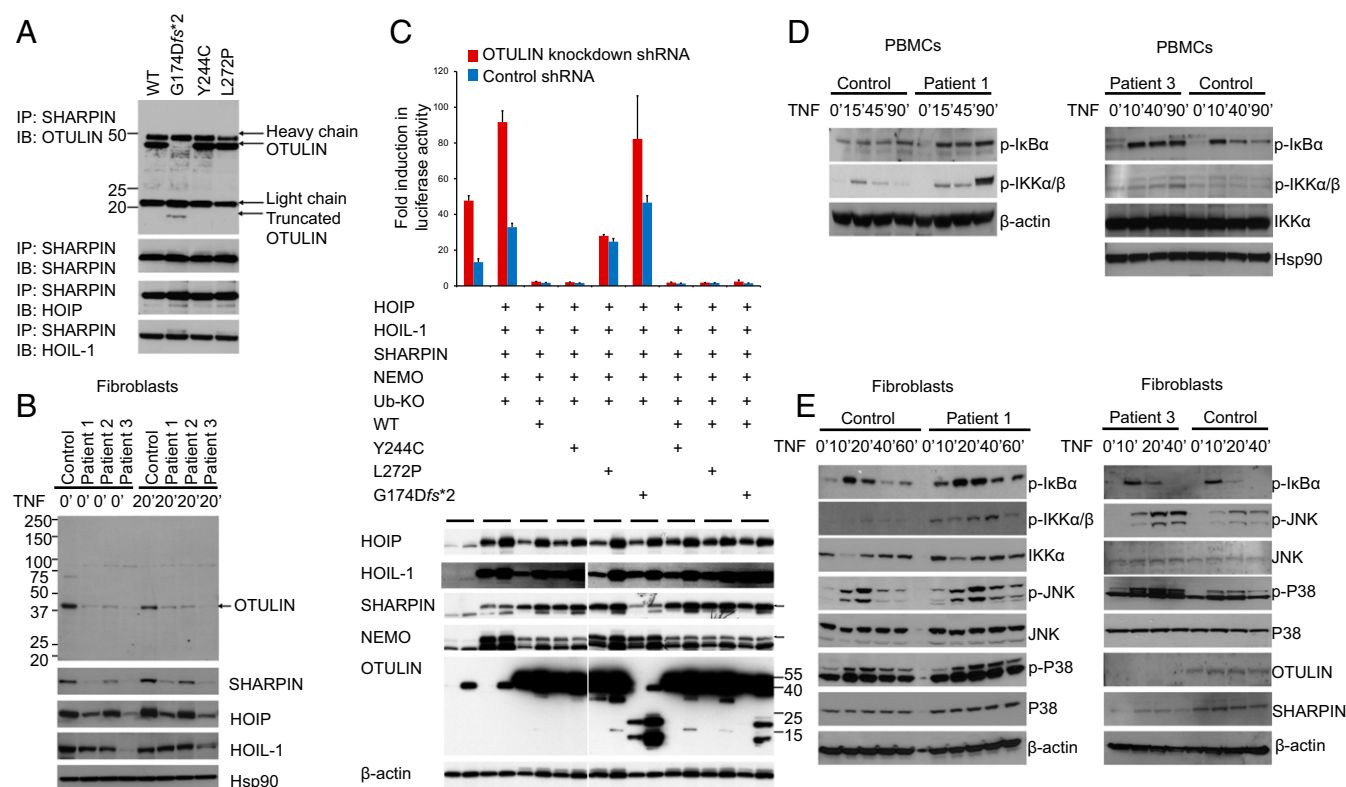 A
WT
G174Dfs*2
Y244C
L272P
IP: SHARPIN
IB: OTULIN
50
25
20
Heavy chain
OTULIN
Light chain
Truncated
OTULIN
IP: SHARPIN
IB: SHARPIN
IP: SHARPIN
IB: HOIP
IP: SHARPIN
IB: HOIL-1
B
Fibroblasts
Control
Patient 1
Patient 2
Patient 3
Control
Patient 1
Patient 2
Patient 3
TNF 0' 0' 0' 0' 20' 20' 20' 20'
250
150
100
75
50
37
25
20
OTULIN
SHARPIN
HOIP
HOIL-1
Hsp90
C
OTULIN knockdown shRNA
Control shRNA
Fold induction in
luciferase activity
120
100
80
60
40
20
0
HOIP + + + + + + + +
HOIL-1 + + + + + + + +
SHARPIN + + + + + + + +
NEMO + + + + + + + +
Ub-KO + + + + + + + +
WT + + + +
Y244C + +
L272P + +
G174Dfs*2 + +
HOIP
HOIL-1
SHARPIN
NEMO
OTULIN
55
40
25
15
β-actin
D
PBMCs
Control Patient 1
TNF 0' 15' 45' 90' 0' 15' 45' 90'
p-IκBα
p-IKKα/β
β-actin
PBMCs
Patient 3 Control
TNF 0' 10' 40' 90' 0' 10' 40' 90'
p-IκBα
p-IKKα/β
IKKα
Hsp90
E
Fibroblasts
Control Patient 1
TNF 0' 10' 20' 40' 60' 0' 10' 20' 40' 60'
p-IκBα
p-IKKα/β
IKKα
p-JNK
JNK
p-P38
P38
β-actin
Fibroblasts
Patient 3 Control
TNF 0' 10' 20' 40' 0' 10' 20' 40'
p-IκBα
p-JNK
JNK
p-P38
P38
OTULIN
SHARPIN
β-actin